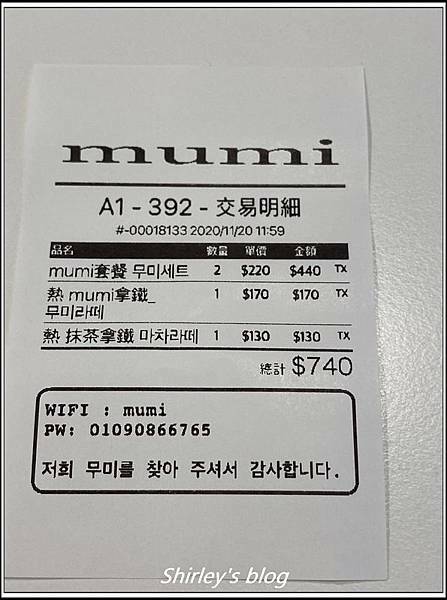 mumi
A1 - 392 - 交易明細
#-00018133 2020/11/20 11:59
品名 數量 單價 金額
mumi套餐 무미세트 2 $220 $440 TX
熱 mumi拿鐵_ 1 $170 $170 TX
무미라떼
熱 抹茶拿鐵 마차라떼 1 $130 $130 TX
總計 $740
WIFI : mumi
PW: 01090866765
저희 무미를 찾아 주셔서 감사합니다.
Shirley's blog